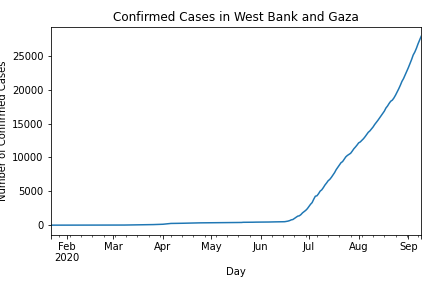 Confirmed Cases in West Bank and Gaza
Number of Confirmed Cases
25000
20000
15000
10000
5000
0
Feb Mar Apr May Jun Jul Aug Sep
2020
Day